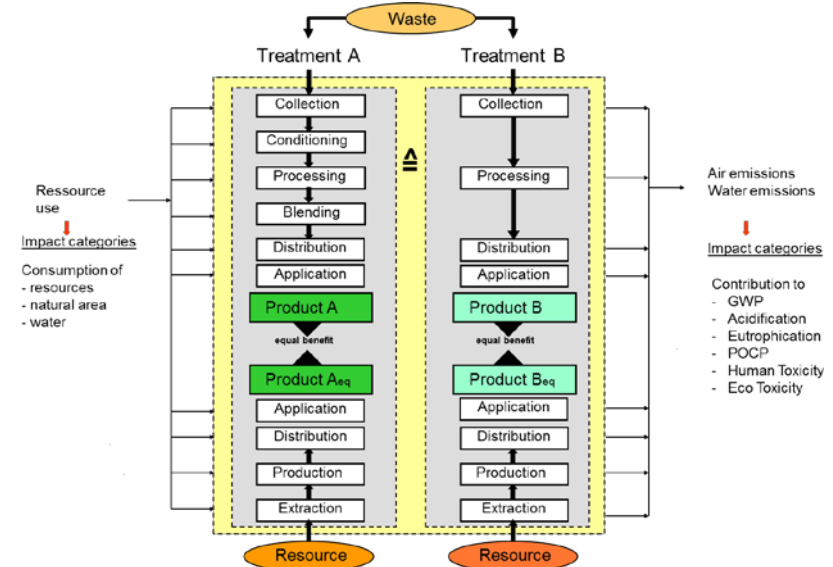 Waste
Treatment A
Treatment B
Collection
Conditioning
Processing
Blending
Distribution
Application
Product A
equal benefit
Product Aeq
Application
Distribution
Production
Extraction
Resource
≙
Collection
Processing
Distribution
Application
Product B
equal benefit
Product Beq
Application
Distribution
Production
Extraction
Resource
Ressource
use
Impact categories
Consumption of
- resources
- natural area
- water
Air emissions
Water emissions
Impact categories
Contribution to
- GWP
- Acidification
- Eutrophication
- POCP
- Human Toxicity
- Eco Toxicity